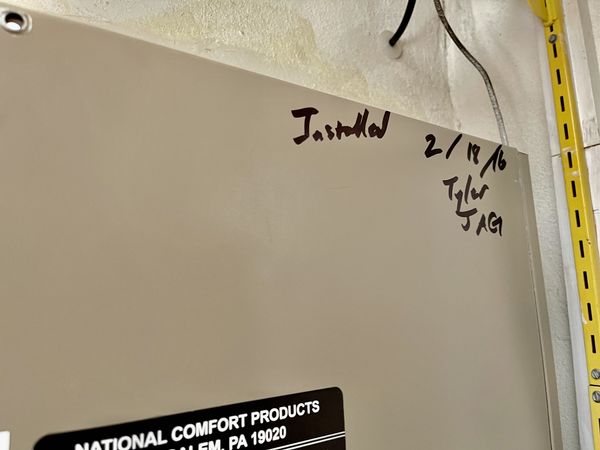 Installed 2/18/16
Tyler
JAG
NATIONAL COMFORT PRODUCTS
SALEM, PA 19020